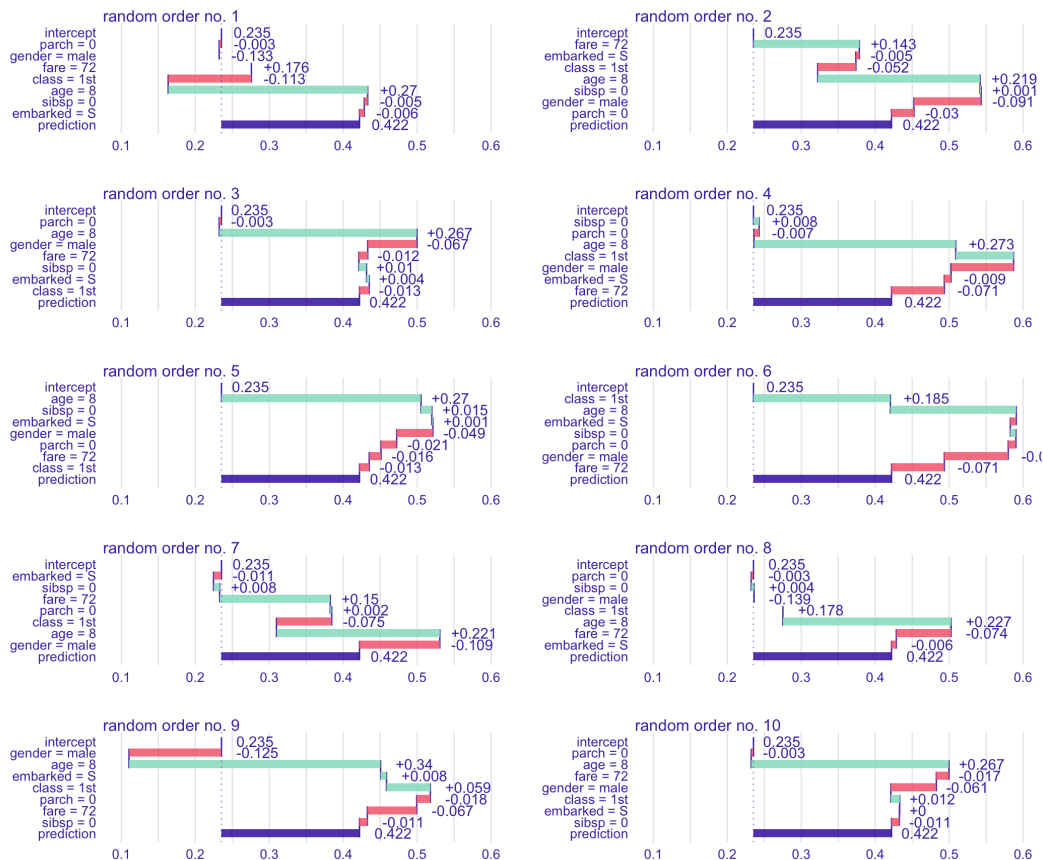 random order no. 1
intercept 0.235
parch = 0 -0.003
gender = male -0.133
fare = 72 +0.176
class = 1st -0.113
age = 8 +0.27
sibsp = 0 -0.005
embarked = S -0.006
prediction 0.422
0.1 0.2 0.3 0.4 0.5 0.6
random order no. 2
intercept 0.235
fare = 72 +0.143
embarked = S -0.005
class = 1st -0.052
age = 8 +0.219
sibsp = 0 +0.001
gender = male -0.091
parch = 0 -0.03
prediction 0.422
0.1 0.2 0.3 0.4 0.5 0.6
random order no. 3
intercept 0.235
parch = 0 -0.003
age = 8 +0.267
gender = male -0.067
fare = 72 -0.012
sibsp = 0 +0.01
embarked = S +0.004
class = 1st -0.013
prediction 0.422
0.1 0.2 0.3 0.4 0.5 0.6
random order no. 4
intercept 0.235
sibsp = 0 +0.008
parch = 0 -0.007
age = 8 +0.273
class = 1st
gender = male
embarked = S -0.009
fare = 72 -0.071
prediction 0.422
0.1 0.2 0.3 0.4 0.5 0.6
random order no. 5
intercept 0.235
age = 8 +0.27
sibsp = 0 +0.015
embarked = S +0.001
gender = male -0.049
parch = 0 -0.021
fare = 72 -0.016
class = 1st -0.013
prediction 0.422
0.1 0.2 0.3 0.4 0.5 0.6
random order no. 6
intercept 0.235
class = 1st +0.185
age = 8
embarked = S
sibsp = 0
parch = 0
gender = male
fare = 72 -0.071
prediction 0.422
0.1 0.2 0.3 0.4 0.5 0.6
random order no. 7
intercept 0.235
embarked = S -0.011
sibsp = 0 +0.008
fare = 72 +0.15
parch = 0 +0.002
class = 1st -0.075
age = 8 +0.221
gender = male -0.109
prediction 0.422
0.1 0.2 0.3 0.4 0.5 0.6
random order no. 8
intercept 0.235
parch = 0 -0.003
sibsp = 0 +0.004
gender = male -0.139
class = 1st +0.178
age = 8 +0.227
fare = 72 -0.074
embarked = S -0.006
prediction 0.422
0.1 0.2 0.3 0.4 0.5 0.6
random order no. 9
intercept 0.235
gender = male -0.125
age = 8 +0.34
embarked = S +0.008
class = 1st +0.059
parch = 0 -0.018
fare = 72 -0.067
sibsp = 0 -0.011
prediction 0.422
0.1 0.2 0.3 0.4 0.5 0.6
random order no. 10
intercept 0.235
parch = 0 -0.003
age = 8 +0.267
fare = 72 -0.017
gender = male -0.061
class = 1st +0.012
embarked = S +0
sibsp = 0 -0.011
prediction 0.422
0.1 0.2 0.3 0.4 0.5 0.6